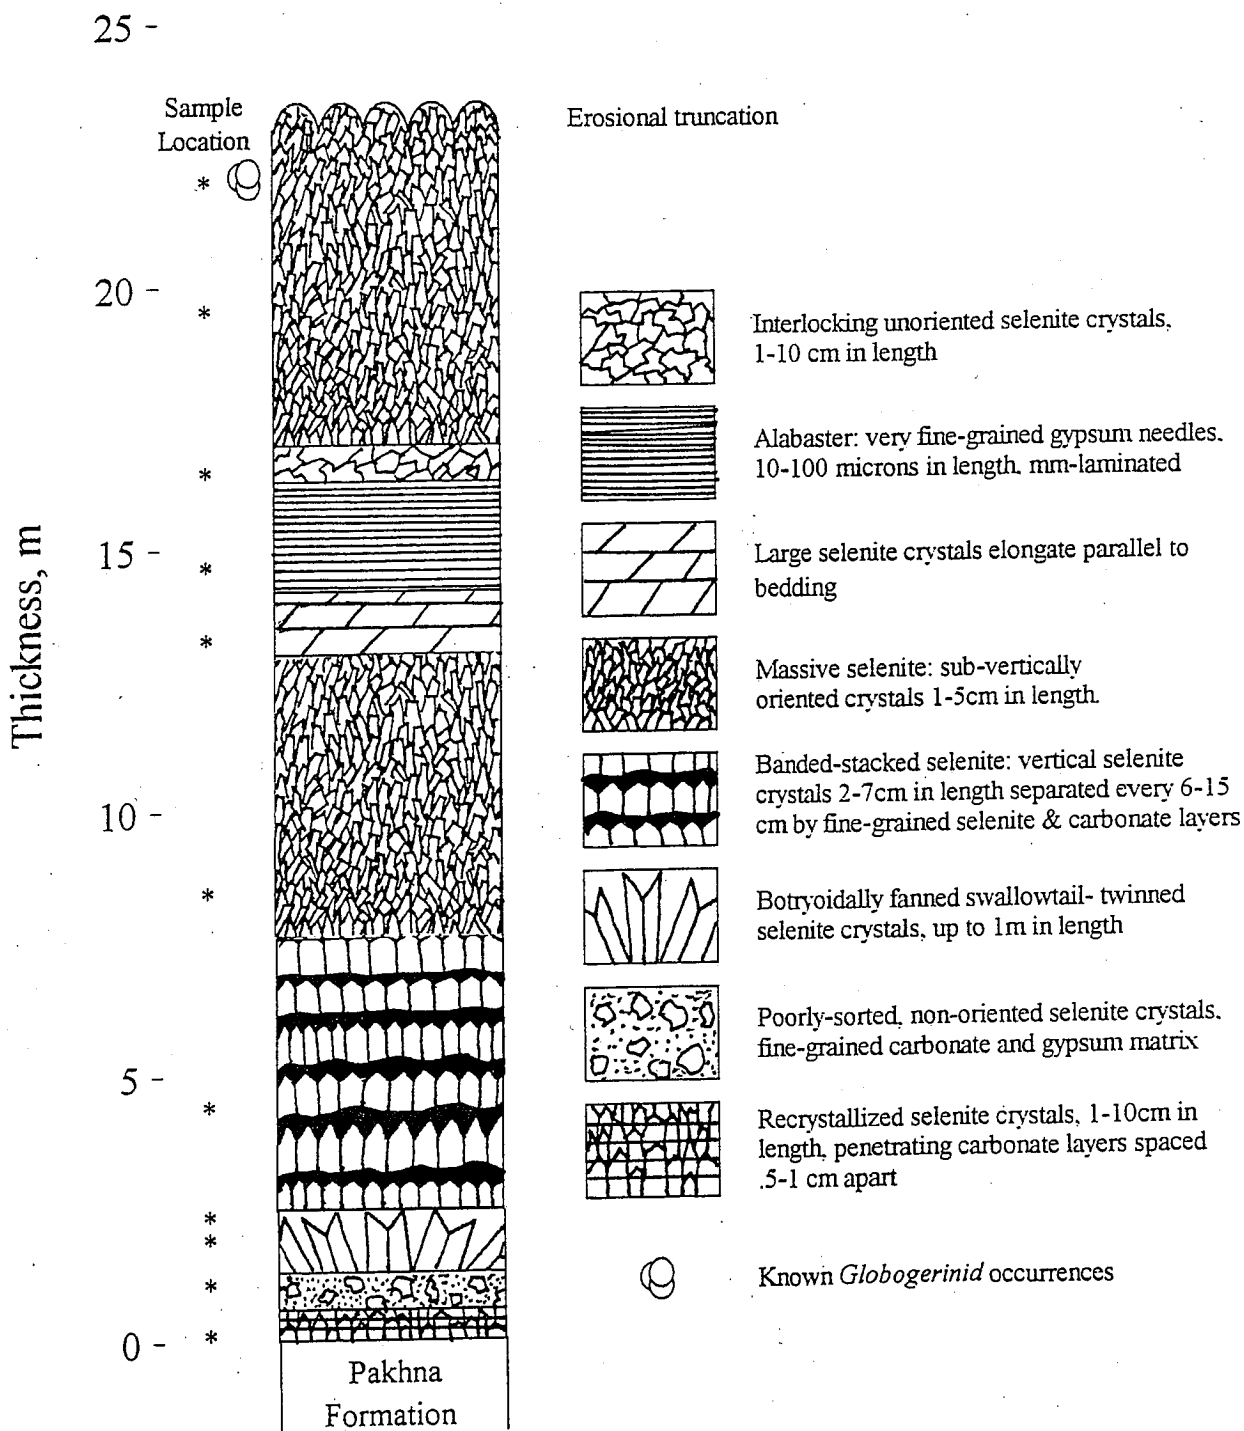 25 -
Sample
Location
Erosional truncation
*
20 -
*
Interlocking unoriented selenite crystals,
1-10 cm in length
Alabaster: very fine-grained gypsum needles.
10-100 microns in length. mm-laminated
*
Thickness, m
15 -
*
Large selenite crystals elongate parallel to
bedding
*
Massive selenite: sub-vertically
oriented crystals 1-5cm in length.
Banded-stacked selenite: vertical selenite
crystals 2-7cm in length separated every 6-15
cm by fine-grained selenite & carbonate layers
10 -
*
Botryoidally fanned swallowtail- twinned
selenite crystals, up to 1m in length
Poorly-sorted, non-oriented selenite crystals.
fine-grained carbonate and gypsum matrix
5 -
*
Recrystallized selenite crystals, 1-10cm in
length, penetrating carbonate layers spaced
.5-1 cm apart
*
*
*
Known Globogerinid occurrences
0 -
*
Pakhna
Formation